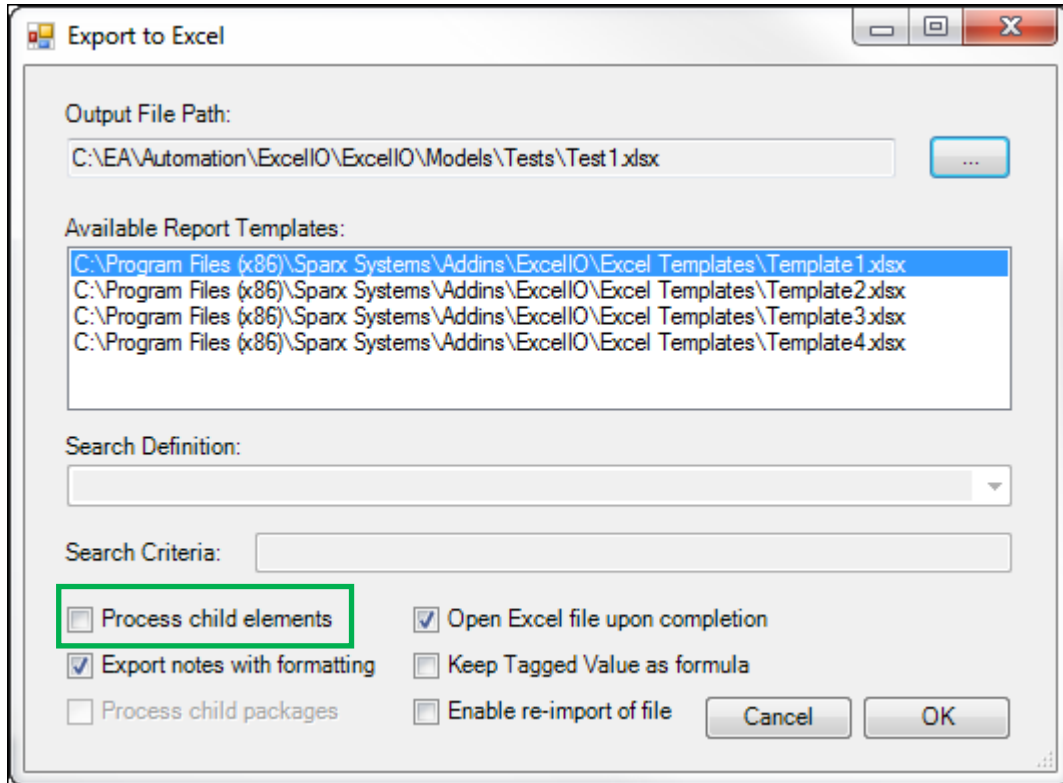 Export to Excel
Output File Path:
C:\EA\Automation\ExcelIO\ExcelIO\Models\Tests\Test1.xlsx
...
Available Report Templates:
C:\Program Files (x86)\Sparx Systems\Addins\ExcelIO\Excel Templates\Template1.xlsx
C:\Program Files (x86)\Sparx Systems\Addins\ExcelIO\Excel Templates\Template2.xlsx
C:\Program Files (x86)\Sparx Systems\Addins\ExcelIO\Excel Templates\Template3.xlsx
C:\Program Files (x86)\Sparx Systems\Addins\ExcelIO\Excel Templates\Template4.xlsx
Search Definition:
Search Criteria:
Process child elements
Open Excel file upon completion
Export notes with formatting
Keep Tagged Value as formula
Process child packages
Enable re-import of file
Cancel
OK